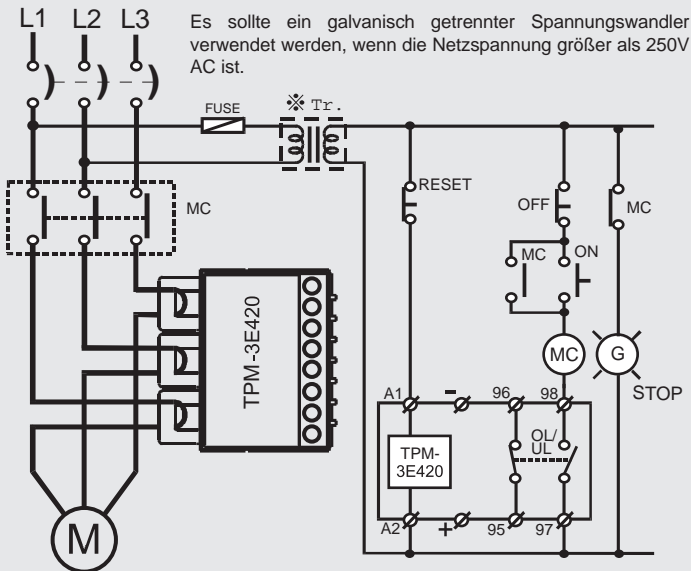 L1 L2 L3
Es sollte ein galvanisch getrennter Spannungswandler
verwendet werden, wenn die Netzspannung größer als 250V
AC ist.
FUSE
※ Tr.
RESET
OFF
MC
MC
MC
ON
MC
G
STOP
TPM-3E420
A1
-
96
98
TPM-
3E420
OL/
UL
A2
+
95
97
M